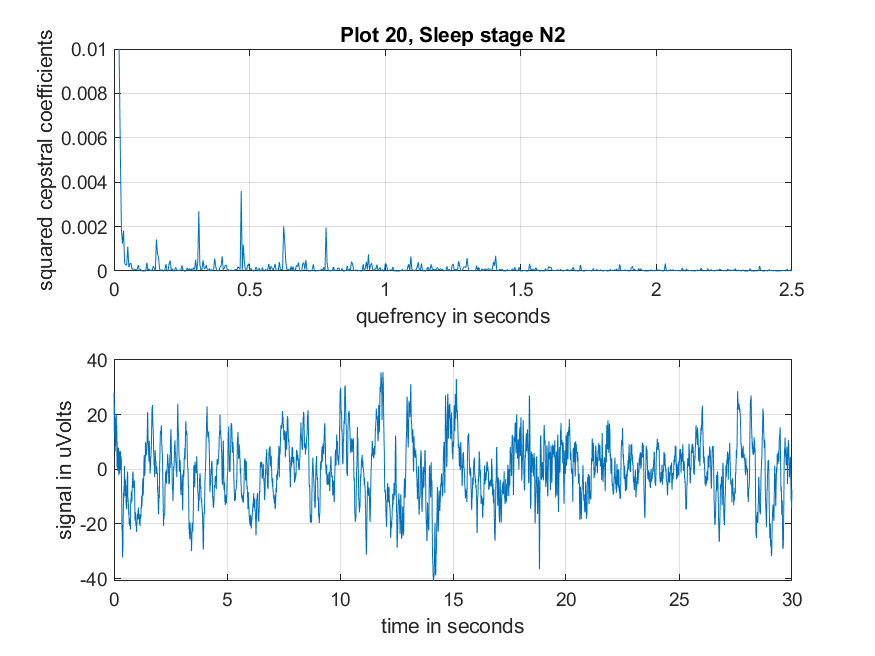 Plot 20, Sleep stage N2
squared cepstral coefficients
0.01
0.008
0.006
0.004
0.002
0
0 0.5 1 1.5 2 2.5
quefrency in seconds
signal in uVolts
40
20
0
-20
-40
0 5 10 15 20 25 30
time in seconds